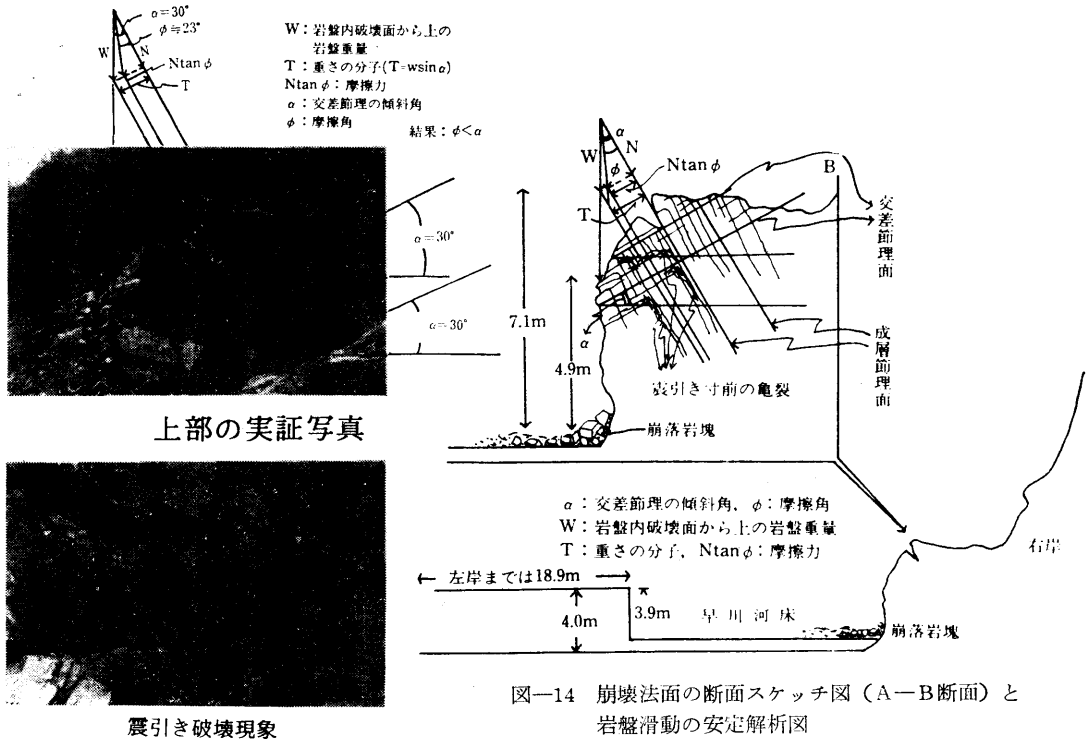 α=30°
φ≒23°
W
N
Ntanφ
T
W：岩盤内破壊面から上の
岩盤重量
T：重さの分子(T=wsinα)
Ntanφ：摩擦力
α：交差節理の傾斜角
φ：摩擦角
結果：φ<α
α=30°
α=30°
上部の実証写真
震引き破壊現象
α
W
N
φ
Ntanφ
T
B
交差節理面
7.1m
4.9m
α
成層節理面
震引き寸前の亀裂
崩落岩塊
α：交差節理の傾斜角，φ：摩擦角
W：岩盤内破壊面から上の岩盤重量
T：重さの分子，Ntanφ：摩擦力
右岸
左岸までは18.9m
4.0m
3.9m
早川河床
崩落岩塊
図—14 崩壊法面の断面スケッチ図（A—B断面）と
岩盤滑動の安定解析図